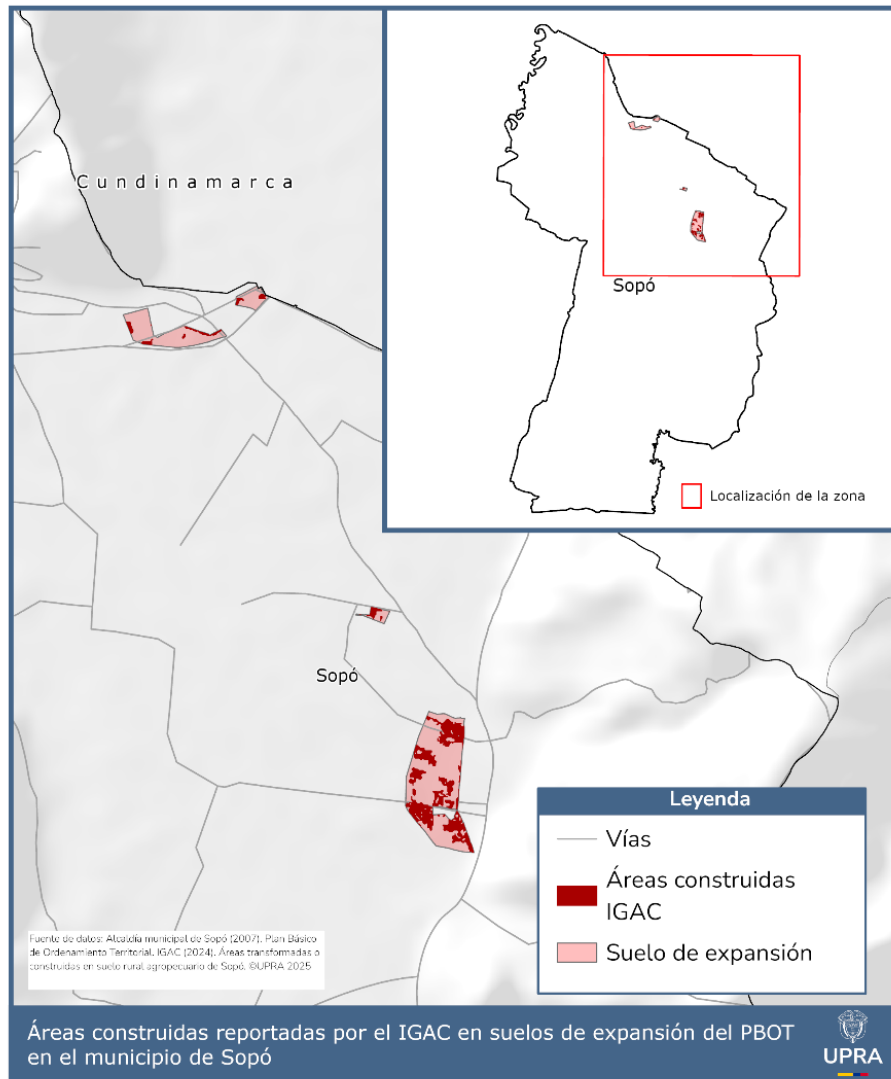 Cundinamarca
Sopó
Localización de la zona
Sopó
Leyenda
Vías
Áreas construidas
IGAC
Suelo de expansión
Fuente de datos: Alcaldía municipal de Sopó (2007). Plan Básico
de Ordenamiento Territorial. IGAC (2024). Áreas transformadas o
construidas en suelo rural agropecuario de Sopó. ©UPRA 2025
Áreas construidas reportadas por el IGAC en suelos de expansión del PBOT
en el municipio de Sopó
UPRA